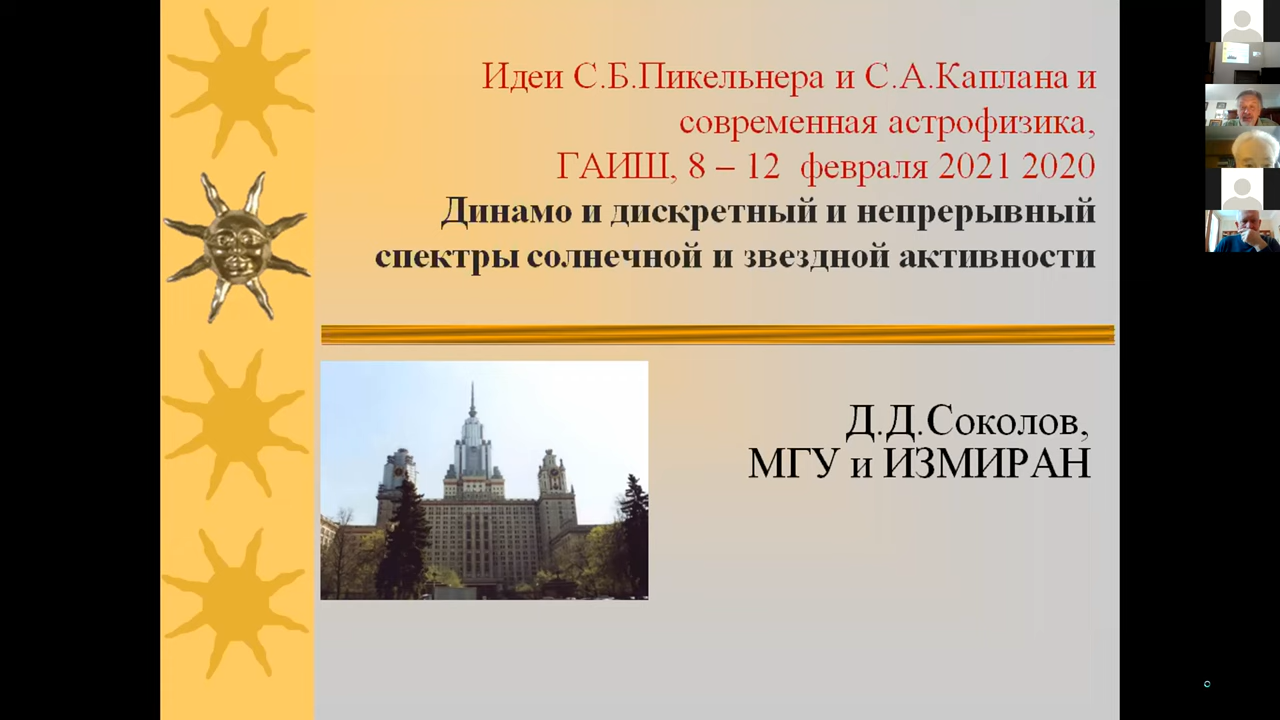 Идеи С.Б.Пикельнера и С.А.Каплана и
современная астрофизика,
ГАИШ, 8 – 12 февраля 2021 2020
Динамо и дискретный и непрерывный
спектры солнечной и звездной активности
Д.Д.Соколов,
МГУ и ИЗМИРАН